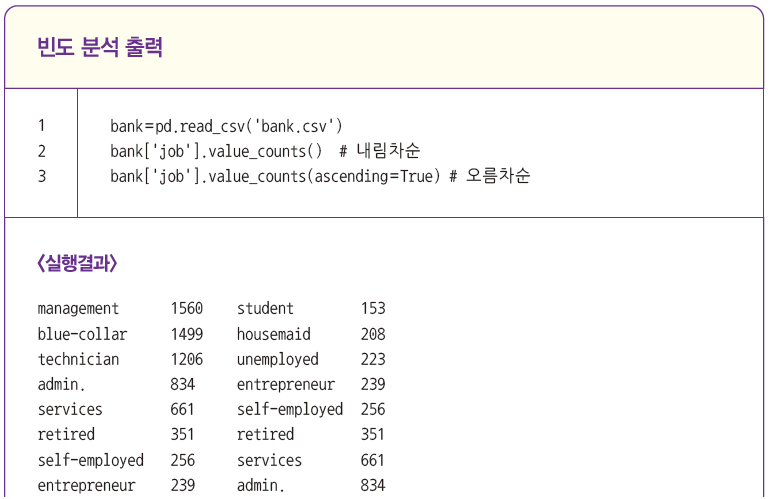 빈도 분석 출력
1 bank=pd.read_csv('bank.csv')
2 bank['job'].value_counts() # 내림차순
3 bank['job'].value_counts(ascending=True) # 오름차순
<실행결과>
management 1560 student 153
blue-collar 1499 housemaid 208
technician 1206 unemployed 223
admin. 834 entrepreneur 239
services 661 self-employed 256
retired 351 retired 351
self-employed 256 services 661
entrepreneur 239 admin. 834